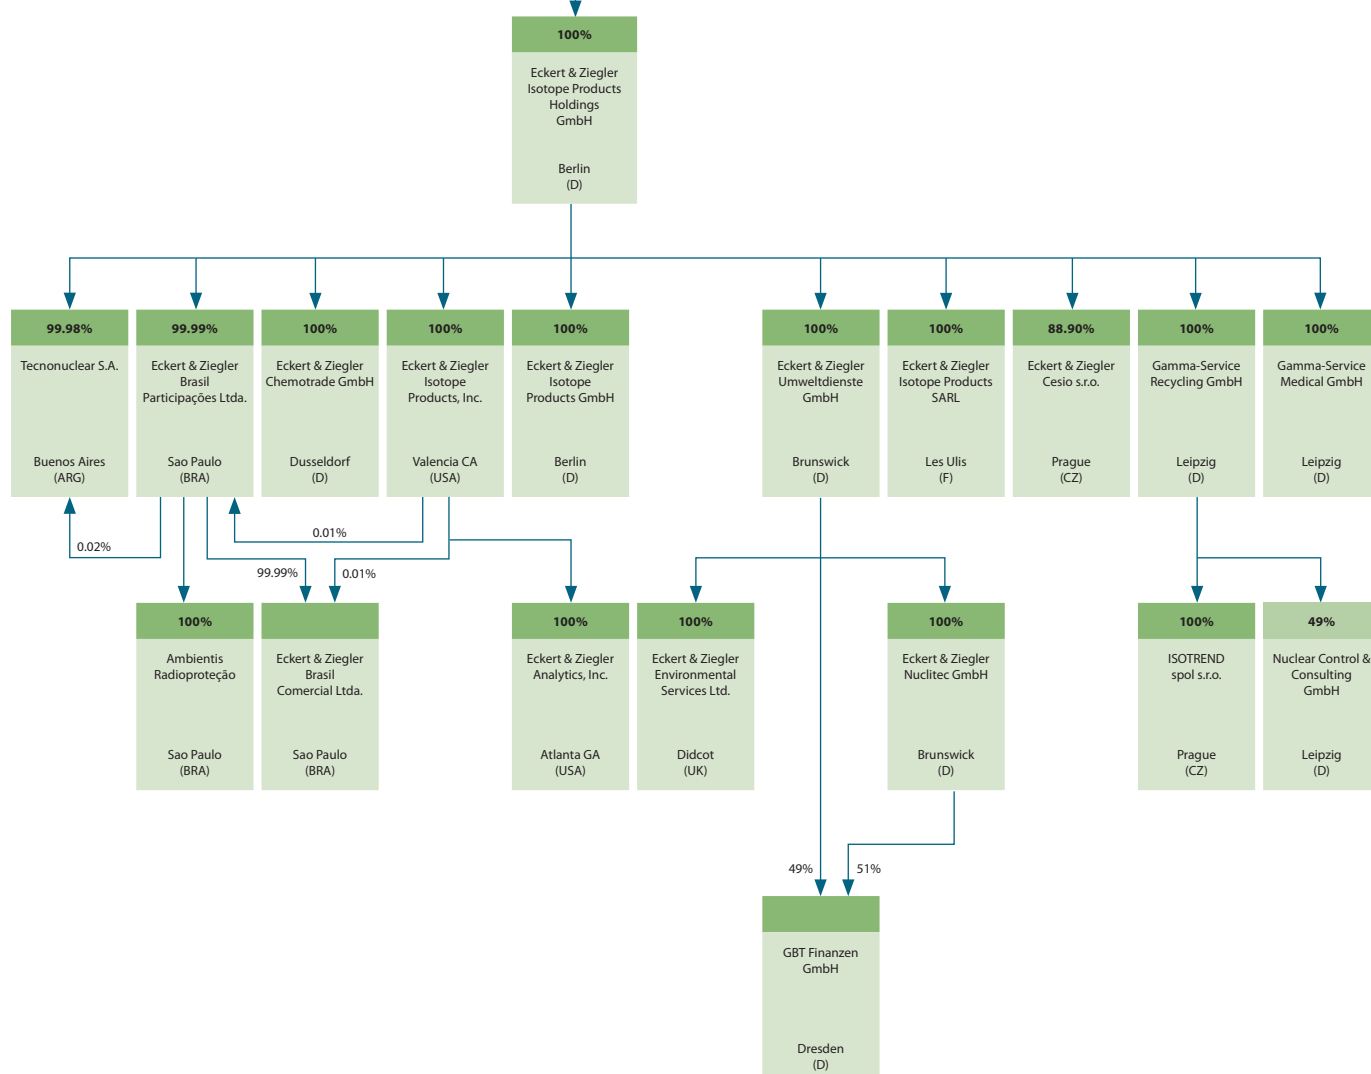 100%
Eckert & Ziegler
Isotope Products
Holdings
GmbH
Berlin
(D)
99.98%
Tecnonuclear S.A.
Buenos Aires
(ARG)
99.99%
Eckert & Ziegler
Brasil
Participações Ltda.
Sao Paulo
(BRA)
100%
Eckert & Ziegler
Chemotrade GmbH
Dusseldorf
(D)
100%
Eckert & Ziegler
Isotope
Products, Inc.
Valencia CA
(USA)
100%
Eckert & Ziegler
Isotope
Products GmbH
Berlin
(D)
100%
Eckert & Ziegler
Umweltdienste
GmbH
Brunswick
(D)
100%
Eckert & Ziegler
Isotope Products
SARL
Les Ulis
(F)
88.90%
Eckert & Ziegler
Cesio s.r.o.
Prague
(CZ)
100%
Gamma-Service
Recycling GmbH
Leipzig
(D)
100%
Gamma-Service
Medical GmbH
Leipzig
(D)
0.02%
0.01%
99.99%
0.01%
100%
Ambientis
Radioproteção
Sao Paulo
(BRA)
Eckert & Ziegler
Brasil
Comercial Ltda.
Sao Paulo
(BRA)
100%
Eckert & Ziegler
Analytics, Inc.
Atlanta GA
(USA)
100%
Eckert & Ziegler
Environmental
Services Ltd.
Didcot
(UK)
100%
Eckert & Ziegler
Nuclitec GmbH
Brunswick
(D)
100%
ISOTREND
spol s.r.o.
Prague
(CZ)
49%
Nuclear Control &
Consulting
GmbH
Leipzig
(D)
49%
51%
GBT Finanzen
GmbH
Dresden
(D)